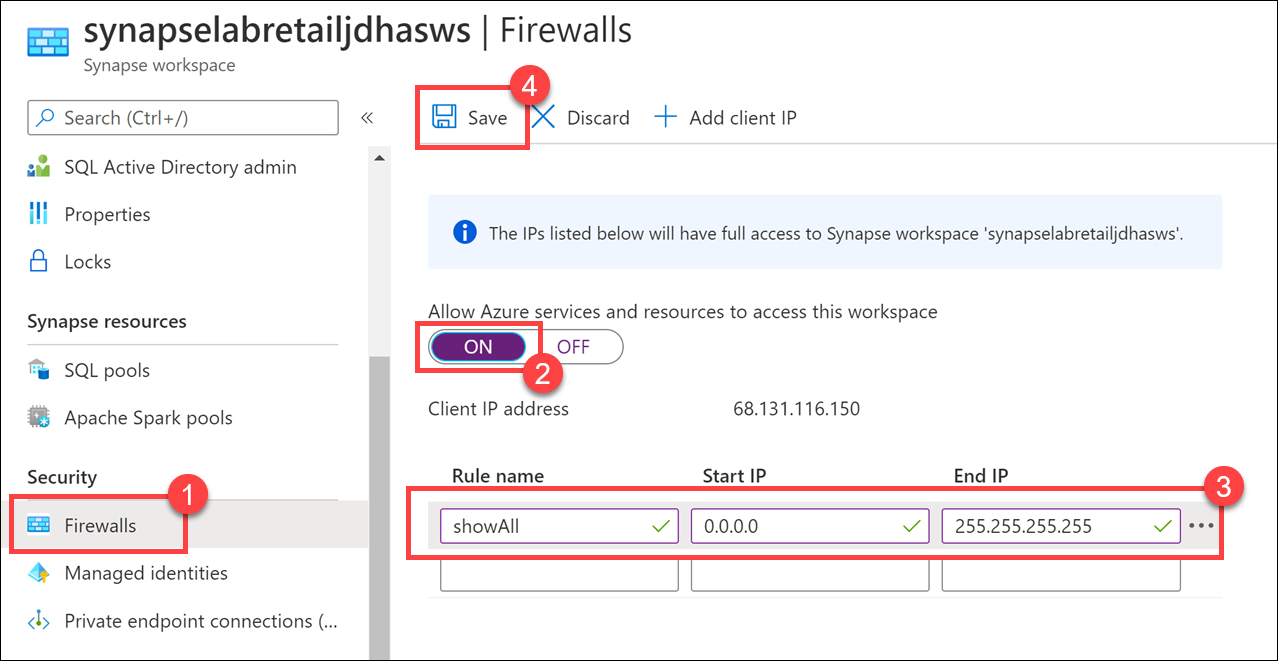 synapselabretailjdhasws | Firewalls
Synapse workspace
Search (Ctrl+/)
«
4
Save
Discard
Add client IP
SQL Active Directory admin
Properties
Locks
The IPs listed below will have full access to Synapse workspace 'synapselabretailjdhasws'.
Synapse resources
SQL pools
Apache Spark pools
Allow Azure services and resources to access this workspace
ON
OFF
2
Client IP address
68.131.116.150
Security
1
Firewalls
Managed identities
Private endpoint connections (...
Rule name
Start IP
End IP
3
showAll
0.0.0.0
255.255.255.255